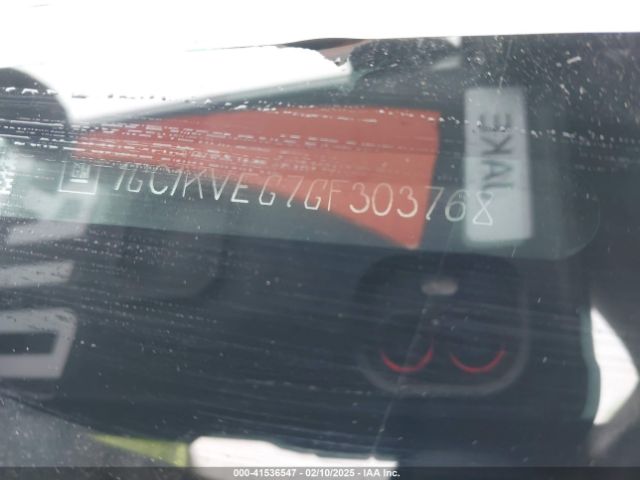 JAKE
1GC1KVEG7GF303768
000-41536547 - 02/10/2025 - IAA Inc.